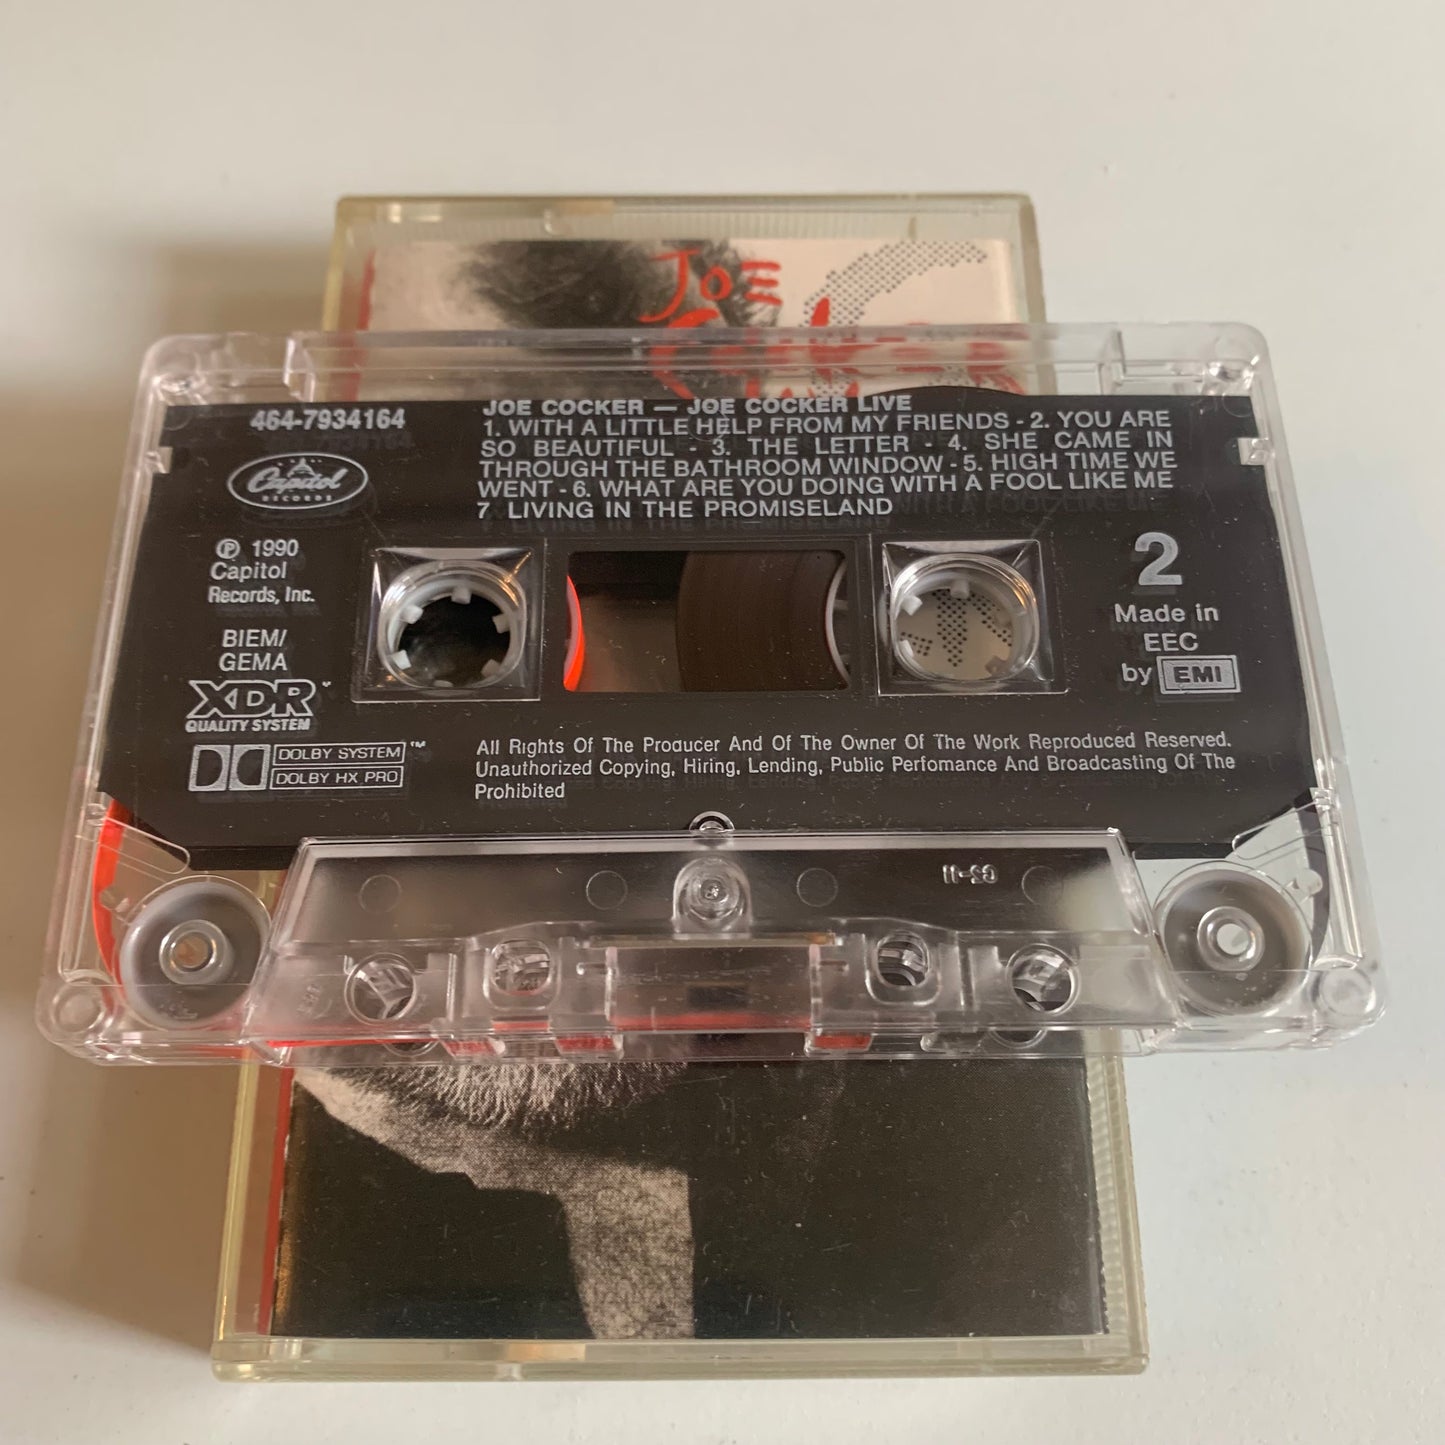 JOE
Cocker
464-7934164
Capitol
RECORDS
℗ 1990
Capitol
Records, Inc.
BIEM/
GEMA
XDR
QUALITY SYSTEM
DOLBY SYSTEM ™
DOLBY HX PRO
JOE COCKER — JOE COCKER LIVE
1. WITH A LITTLE HELP FROM MY FRIENDS - 2. YOU ARE
SO BEAUTIFUL - 3. THE LETTER - 4. SHE CAME IN
THROUGH THE BATHROOM WINDOW - 5. HIGH TIME WE
WENT - 6. WHAT ARE YOU DOING WITH A FOOL LIKE ME
7 LIVING IN THE PROMISELAND
2
Made in
EEC
by EMI
All Rights Of The Producer And Of The Owner Of The Work Reproduced Reserved.
Unauthorized Copying, Hiring, Lending, Public Perfomance And Broadcasting Of The
Prohibited